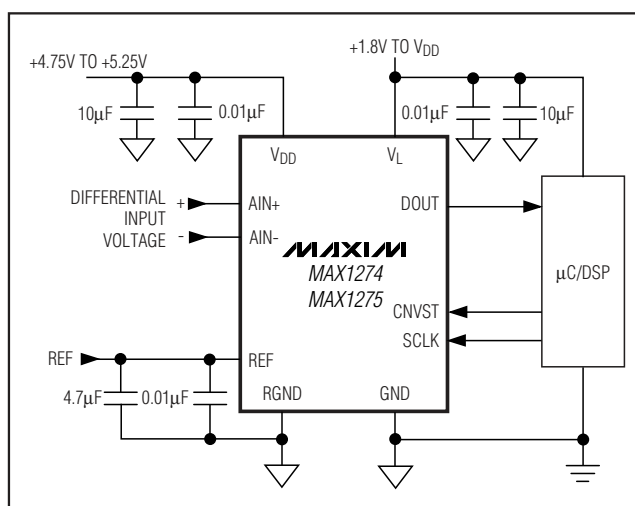 +4.75V TO +5.25V
+1.8V TO VDD
10µF
0.01µF
0.01µF
10µF
VDD
VL
DIFFERENTIAL
INPUT
VOLTAGE
+
-
AIN+
AIN-
DOUT
MAXIM
MAX1274
MAX1275
µC/DSP
CNVST
SCLK
REF
REF
4.7µF
0.01µF
RGND
GND